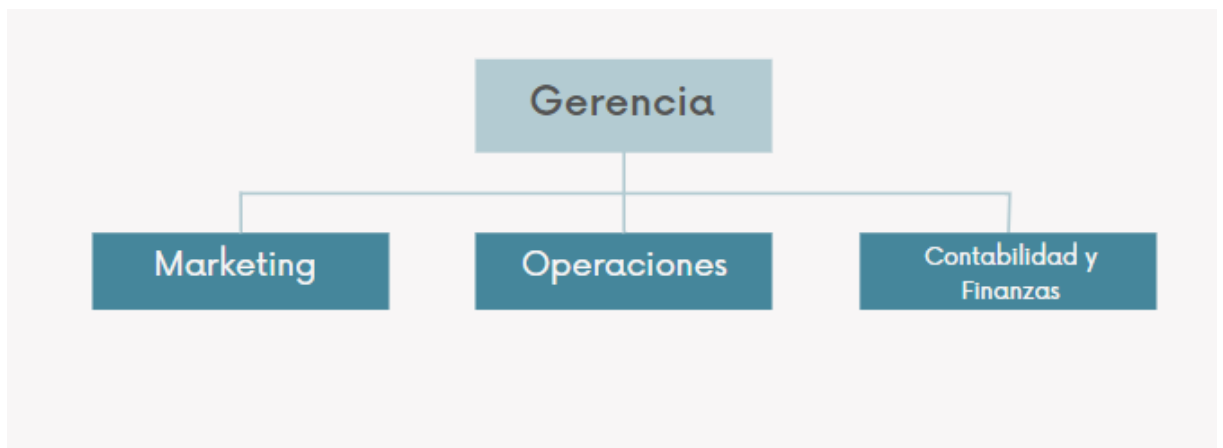 Gerencia
Marketing
Operaciones
Contabilidad y
Finanzas